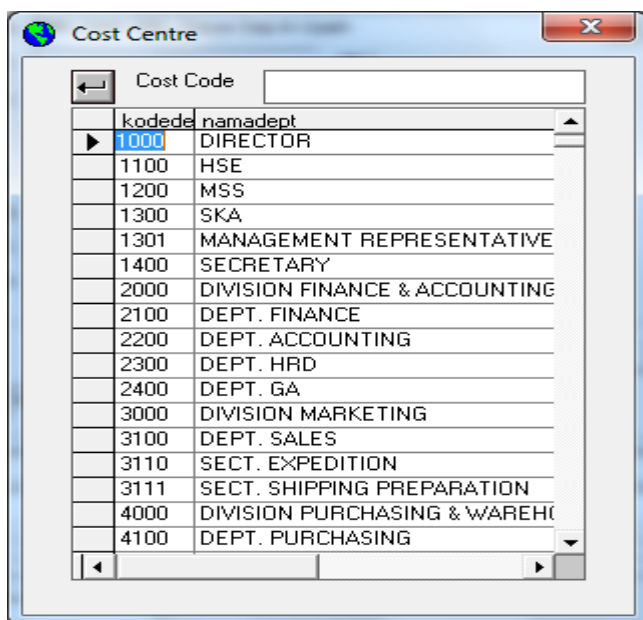 Cost Centre
Cost Code
kodede namadept
1000 DIRECTOR
1100 HSE
1200 MSS
1300 SKA
1301 MANAGEMENT REPRESENTATIVE
1400 SECRETARY
2000 DIVISION FINANCE & ACCOUNTING
2100 DEPT. FINANCE
2200 DEPT. ACCOUNTING
2300 DEPT. HRD
2400 DEPT. GA
3000 DIVISION MARKETING
3100 DEPT. SALES
3110 SECT. EXPEDITION
3111 SECT. SHIPPING PREPARATION
4000 DIVISION PURCHASING & WAREH
4100 DEPT. PURCHASING